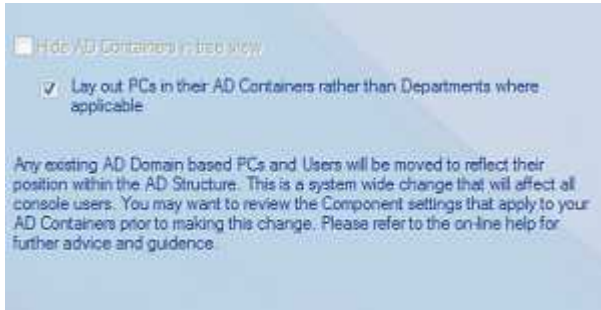 Hide AD Containers in tree view
Lay out PCs in their AD Containers rather than Departments where
applicable
Any existing AD Domain based PCs and Users will be moved to reflect their
position within the AD Structure. This is a system wide change that will affect all
console users. You may want to review the Component settings that apply to your
AD Containers prior to making this change. Please refer to the on-line help for
further advice and guidence.